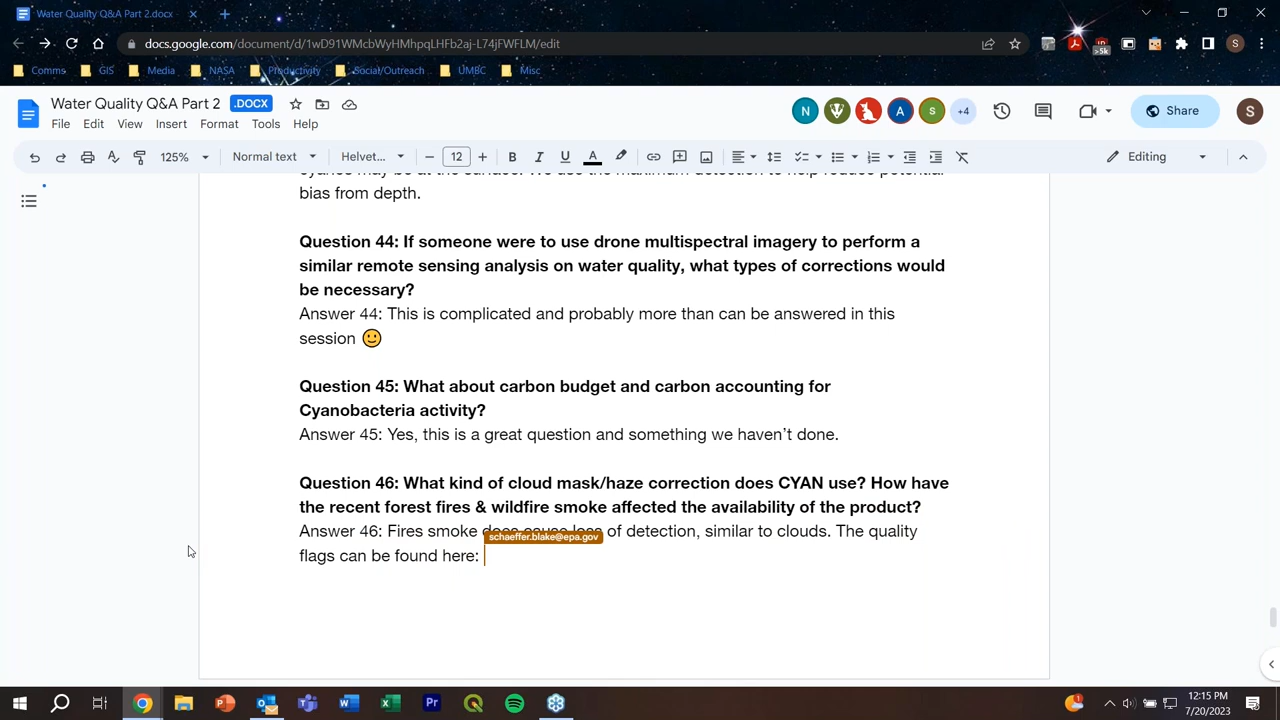 Water Quality Q&A Part 2.docx
docs.google.com/document/d/1wD91WMcbWyHMhpqLHFb2aj-L74jFWFLM/edit
>5k
S
Comms GIS Media NASA Productivity Social/Outreach UMBC Misc
Water Quality Q&A Part 2 .DOCX
N A S +4 Share S
File Edit View Insert Format Tools Help
125% Normal text Helvet... 12 B I U A Editing
bias from depth.
Question 44: If someone were to use drone multispectral imagery to perform a
similar remote sensing analysis on water quality, what types of corrections would
be necessary?
Answer 44: This is complicated and probably more than can be answered in this
session 🙂
Question 45: What about carbon budget and carbon accounting for
Cyanobacteria activity?
Answer 45: Yes, this is a great question and something we haven't done.
Question 46: What kind of cloud mask/haze correction does CYAN use? How have
the recent forest fires & wildfire smoke affected the availability of the product?
Answer 46: Fires smoke does cause loss of detection, similar to clouds. The quality
schaeffer.blake@epa.gov
flags can be found here:
12:15 PM
7/20/2023